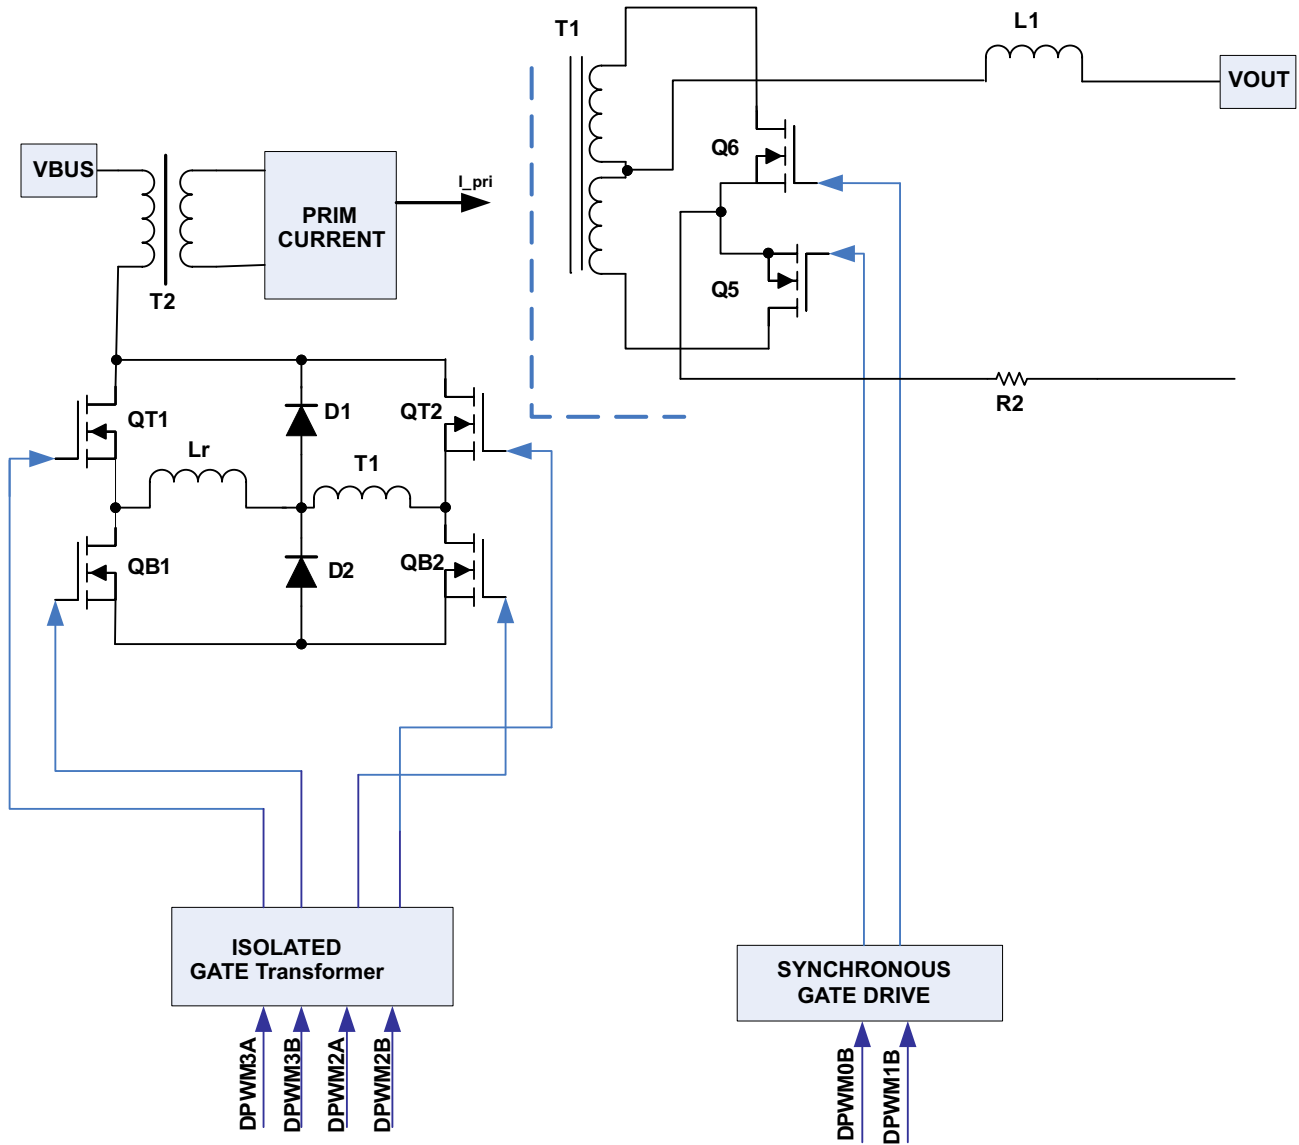 T1
L1
VOUT
VBUS
PRIM
CURRENT
I_pri
T2
Q6
Q5
R2
QT1
D1
QT2
Lr
T1
QB1
D2
QB2
ISOLATED
GATE Transformer
SYNCHRONOUS
GATE DRIVE
DPWM3A
DPWM3B
DPWM2A
DPWM2B
DPWM0B
DPWM1B